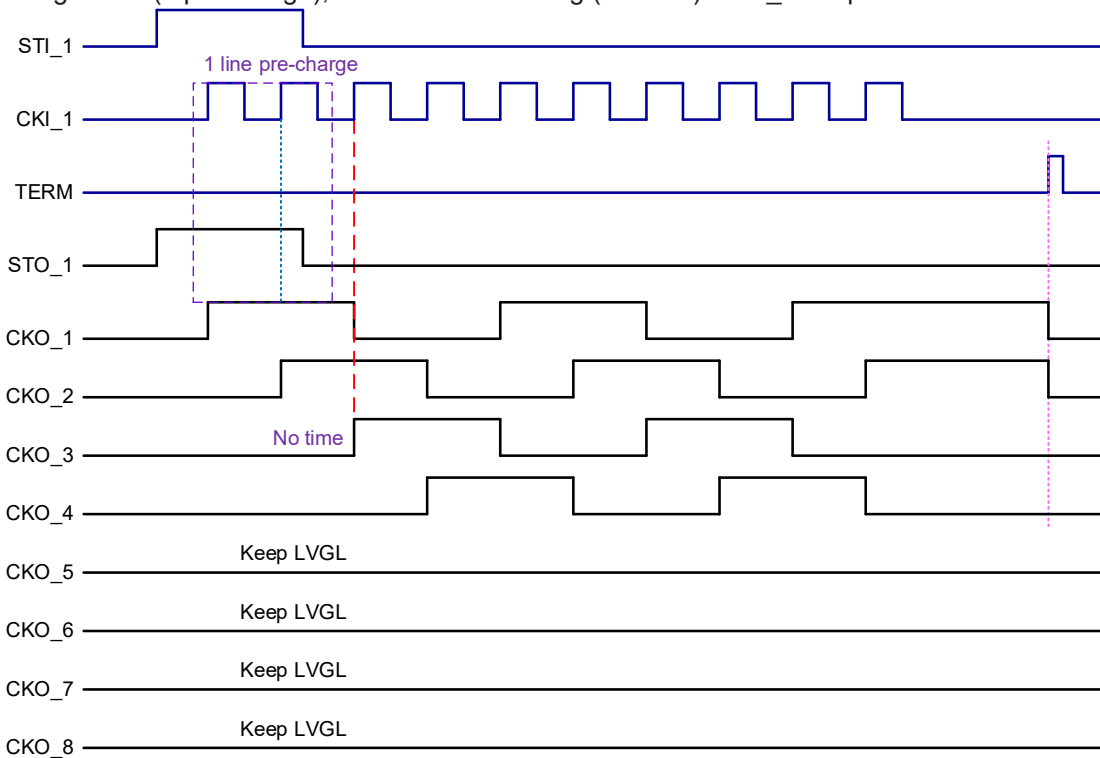 STI_1
1 line pre-charge
CKI_1
TERM
STO_1
CKO_1
CKO_2
No time
CKO_3
CKO_4
Keep LVGL
CKO_5
Keep LVGL
CKO_6
Keep LVGL
CKO_7
Keep LVGL
CKO_8